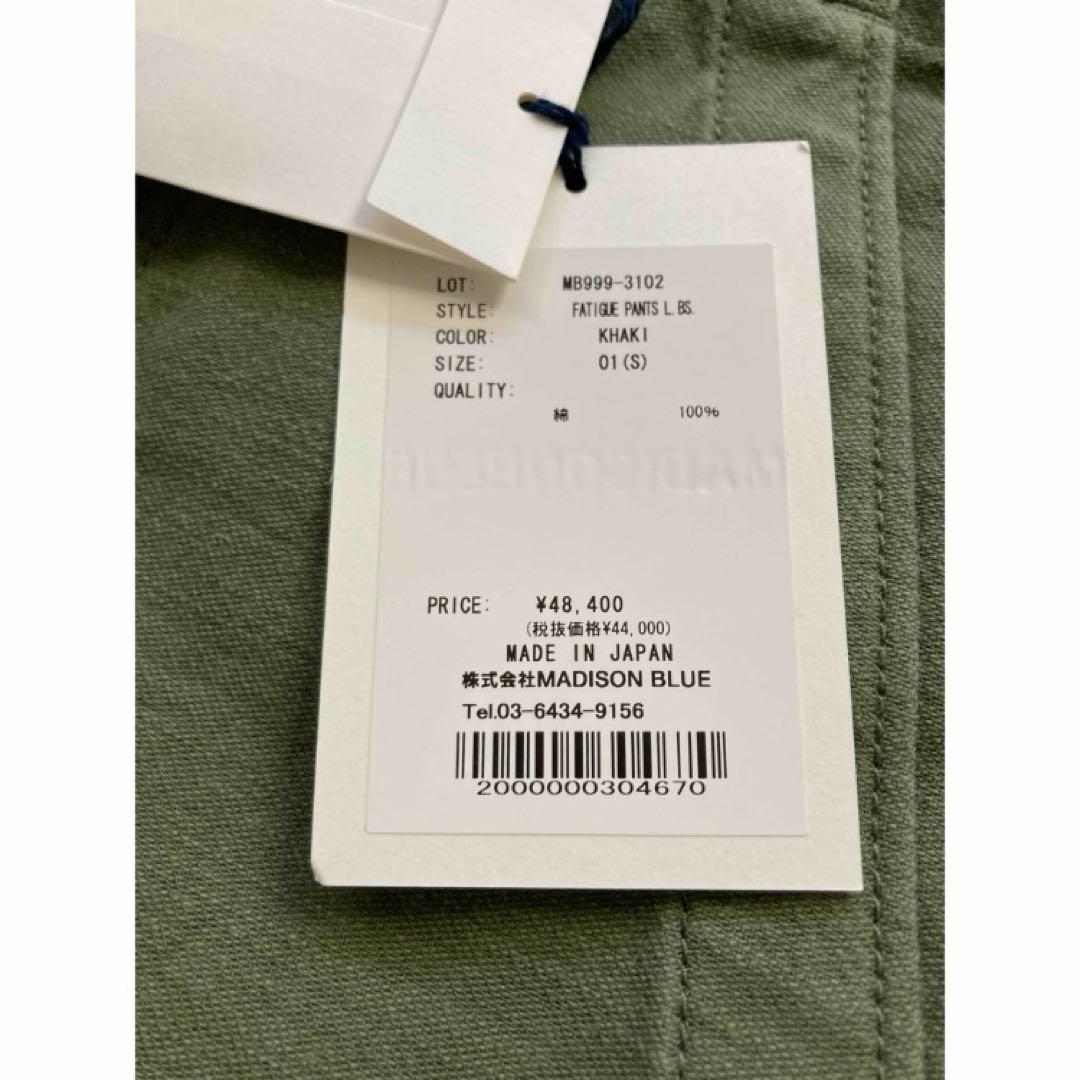 LOT: MB999-3102
STYLE: FATIGUE PANTS L.BS.
COLOR: KHAKI
SIZE: 01(S)
QUALITY:
綿 100%
MADISONBLUE
PRICE: ¥48,400
(税抜価格¥44,000)
MADE IN JAPAN
株式会社MADISON BLUE
Tel.03-6434-9156
2000000304670